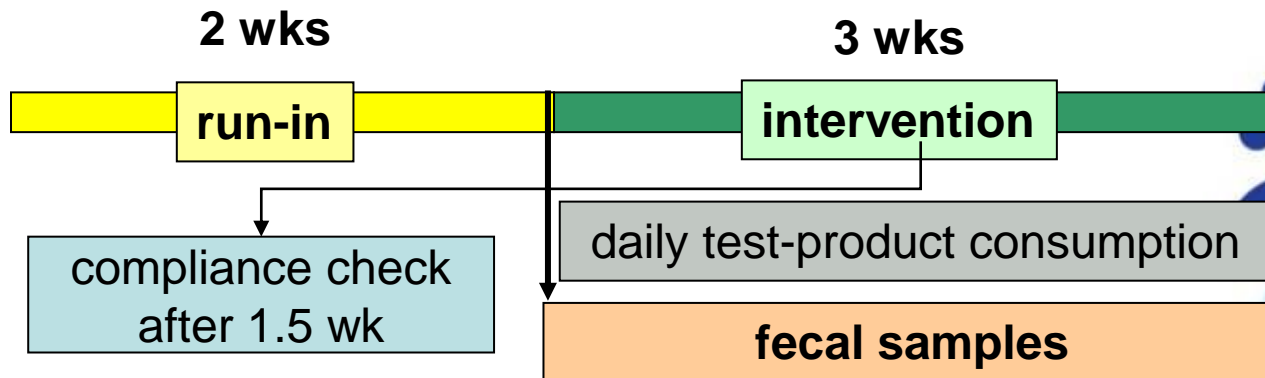 2 wks
3 wks
run-in
intervention
compliance check
after 1.5 wk
daily test-product consumption
fecal samples